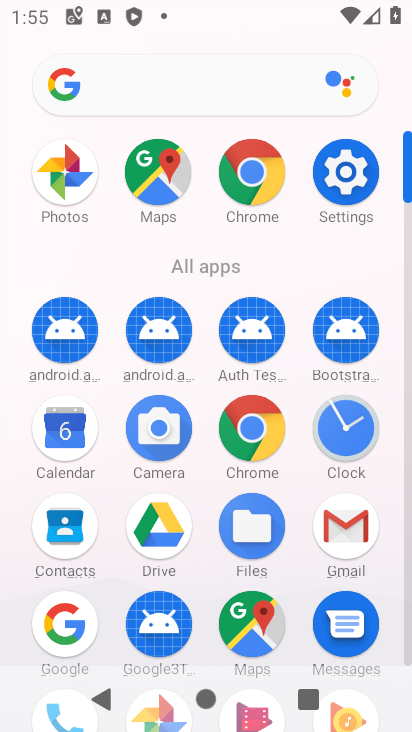 1:55
Photos Maps Chrome Settings
All apps
android.a... android.a... Auth Tes... Bootstra...
6
Calendar Camera Chrome Clock
Contacts Drive Files Gmail
Google Google3T... Maps Messages